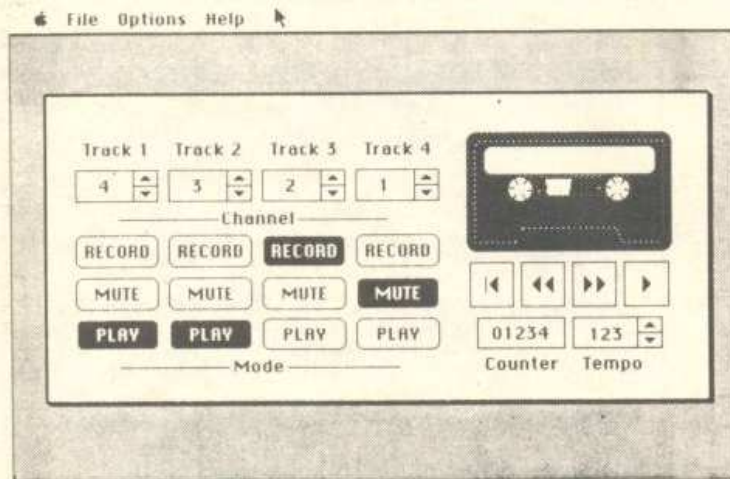 File Options Help
Track 1 Track 2 Track 3 Track 4
4 3 2 1
Channel
RECORD RECORD RECORD RECORD
MUTE MUTE MUTE MUTE
PLAY PLAY PLAY PLAY
Mode
01234 123
Counter Tempo